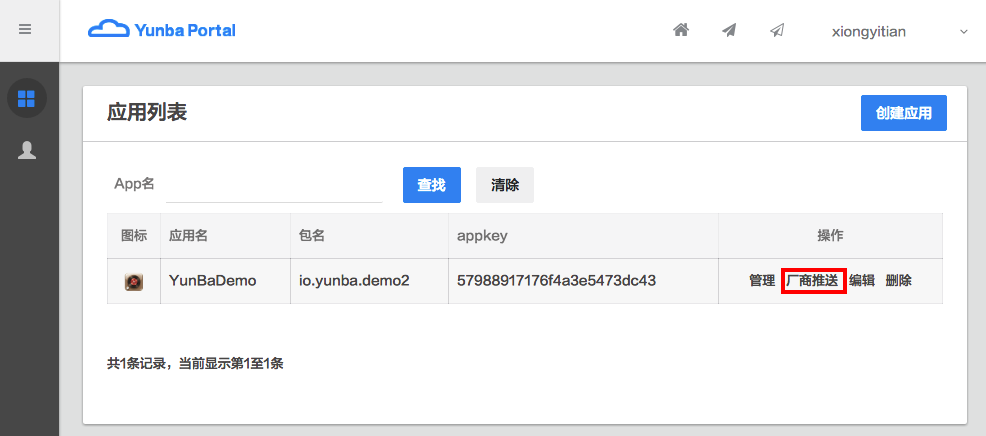 Yunba Portal
xiongyitian
应用列表
创建应用
App名
查找
清除
图标 应用名 包名 appkey 操作
YunBaDemo io.yunba.demo2 57988917176f4a3e5473dc43 管理 厂商推送 编辑 删除
共1条记录，当前显示第1至1条